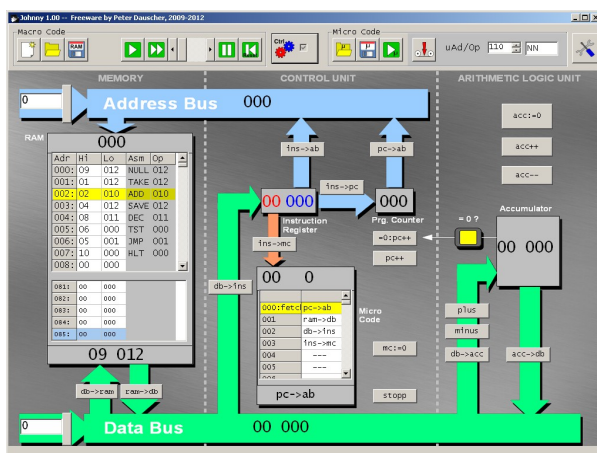 Johnny 1.00 -- Freeware by Peter Dauscher, 2009-2012
Macro Code
Micro Code
RAM
Ctrl
μ
μ
μ
uAd/Op 110 NN
MEMORY
CONTROL UNIT
ARITHMETIC LOGIC UNIT
0
Address Bus 000
acc:=0
acc++
acc--
RAM
000
Adr Hi Lo Asm Op
000: 09 012 NULL 012
001: 01 012 TAKE 012
002: 02 010 ADD 010
003: 04 012 SAVE 012
004: 08 011 DEC 011
005: 06 000 TST 000
006: 05 001 JMP 001
007: 10 000 HLT 000
008: 00 000
081: 00 000
082: 00 000
083: 00 000
084: 00 000
085: 00 000
09 012
db->ram
ram->db
ins->ab
pc->ab
ins->pc
00 000
Instruction
Register
000
Prg. Counter
= 0 ?
=0:pc++
pc++
ins->mc
db->ins
00 0
000:fetch pc->ab
001 ram->db
002 db->ins
003 ins->mc
004 ---
005 ---
006
pc->ab
Micro
Code
mc:=0
stopp
Accumulator
00 000
plus
minus
db->acc
acc->db
0
Data Bus 00 000